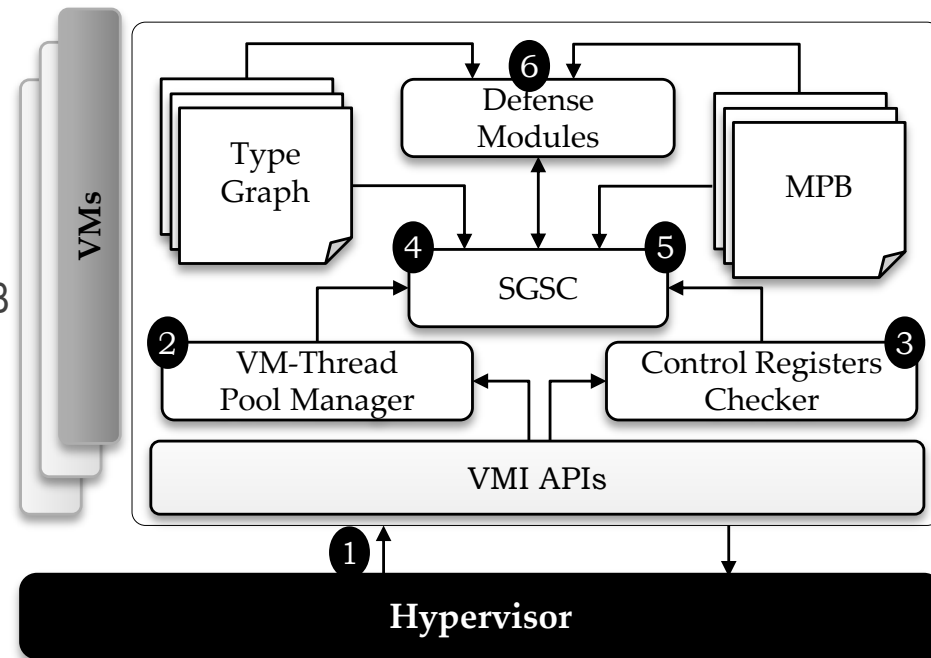 VMs
6
Defense
Modules
Type
Graph
MPB
4
5
SGSC
2
VM-Thread
Pool Manager
3
Control Registers
Checker
VMI APIs
1
Hypervisor